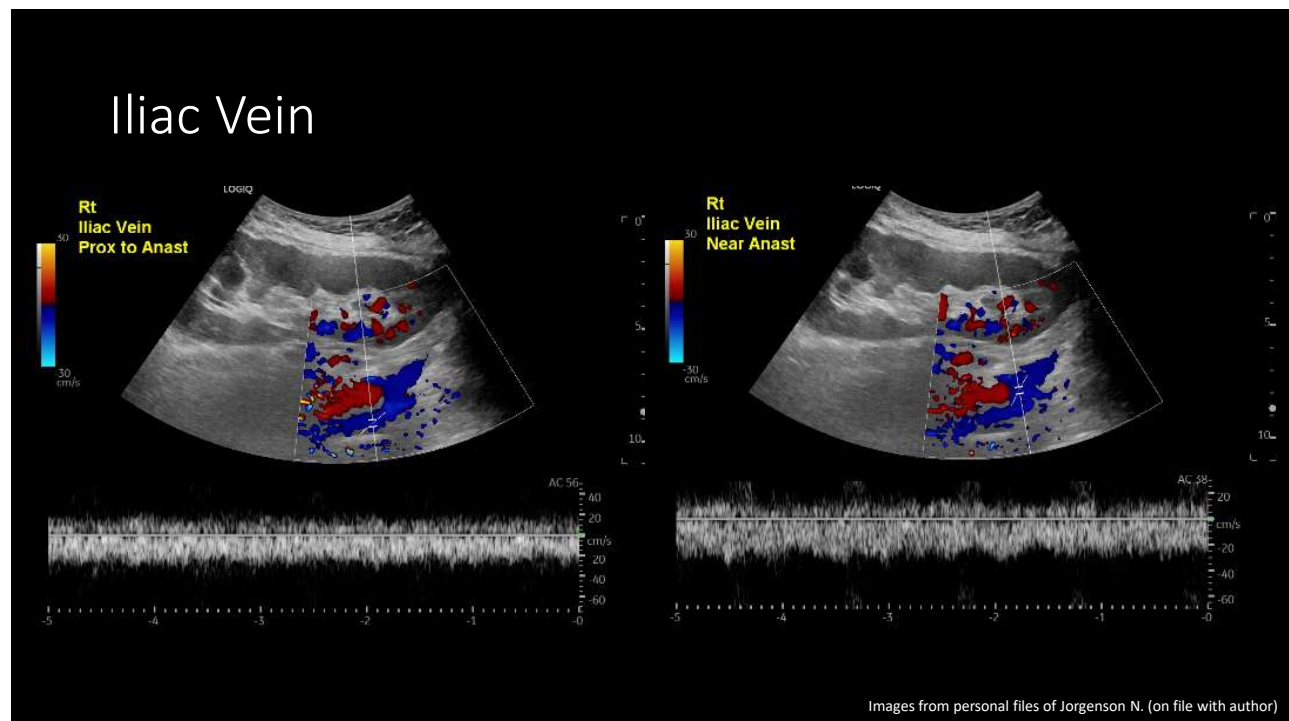 Iliac Vein
LOGIQ
Rt
Iliac Vein
Prox to Anast
30
30
cm/s
0
5
10
AC 56
40
20
cm/s
20
-40
-60
-5 -4 -3 -2 -1 -0
Rt
Iliac Vein
Near Anast
30
-30
cm/s
0
5
10
20
cm/s
-20
-40
-60
-5 -4 -3 -2 -1 -0
Images from personal files of Jorgenson N. (on file with author)